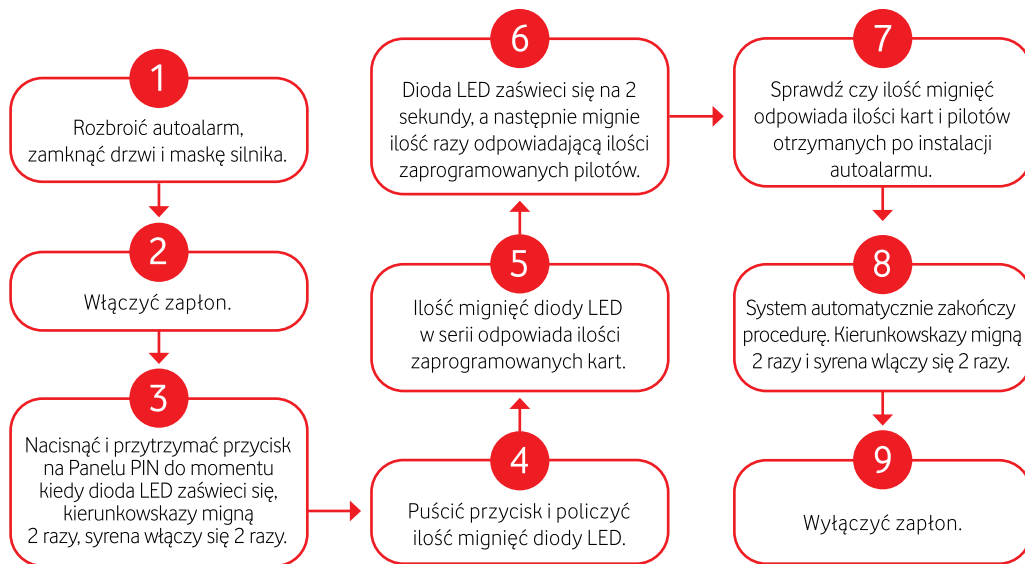 1
Rozbroić autoalarm,
zamknąć drzwi i maskę silnika.
2
Włączyć zapłon.
3
Nacisnąć i przytrzymać przycisk
na Panelu PIN do momentu
kiedy dioda LED zaświeci się,
kierunkowskazy migną
2 razy, syrena włączy się 2 razy.
4
Puścić przycisk i policzyć
ilość mignięć diody LED.
5
Ilość mignięć diody LED
w serii odpowiada ilości
zaprogramowanych kart.
6
Dioda LED zaświeci się na 2
sekundy, a następnie mignie
ilość razy odpowiadającą ilości
zaprogramowanych pilotów.
7
Sprawdź czy ilość mignięć
odpowiada ilości kart i pilotów
otrzymanych po instalacji
autoalarmu.
8
System automatycznie zakończy
procedurę. Kierunkowskazy migną
2 razy i syrena włączy się 2 razy.
9
Wyłączyć zapłon.